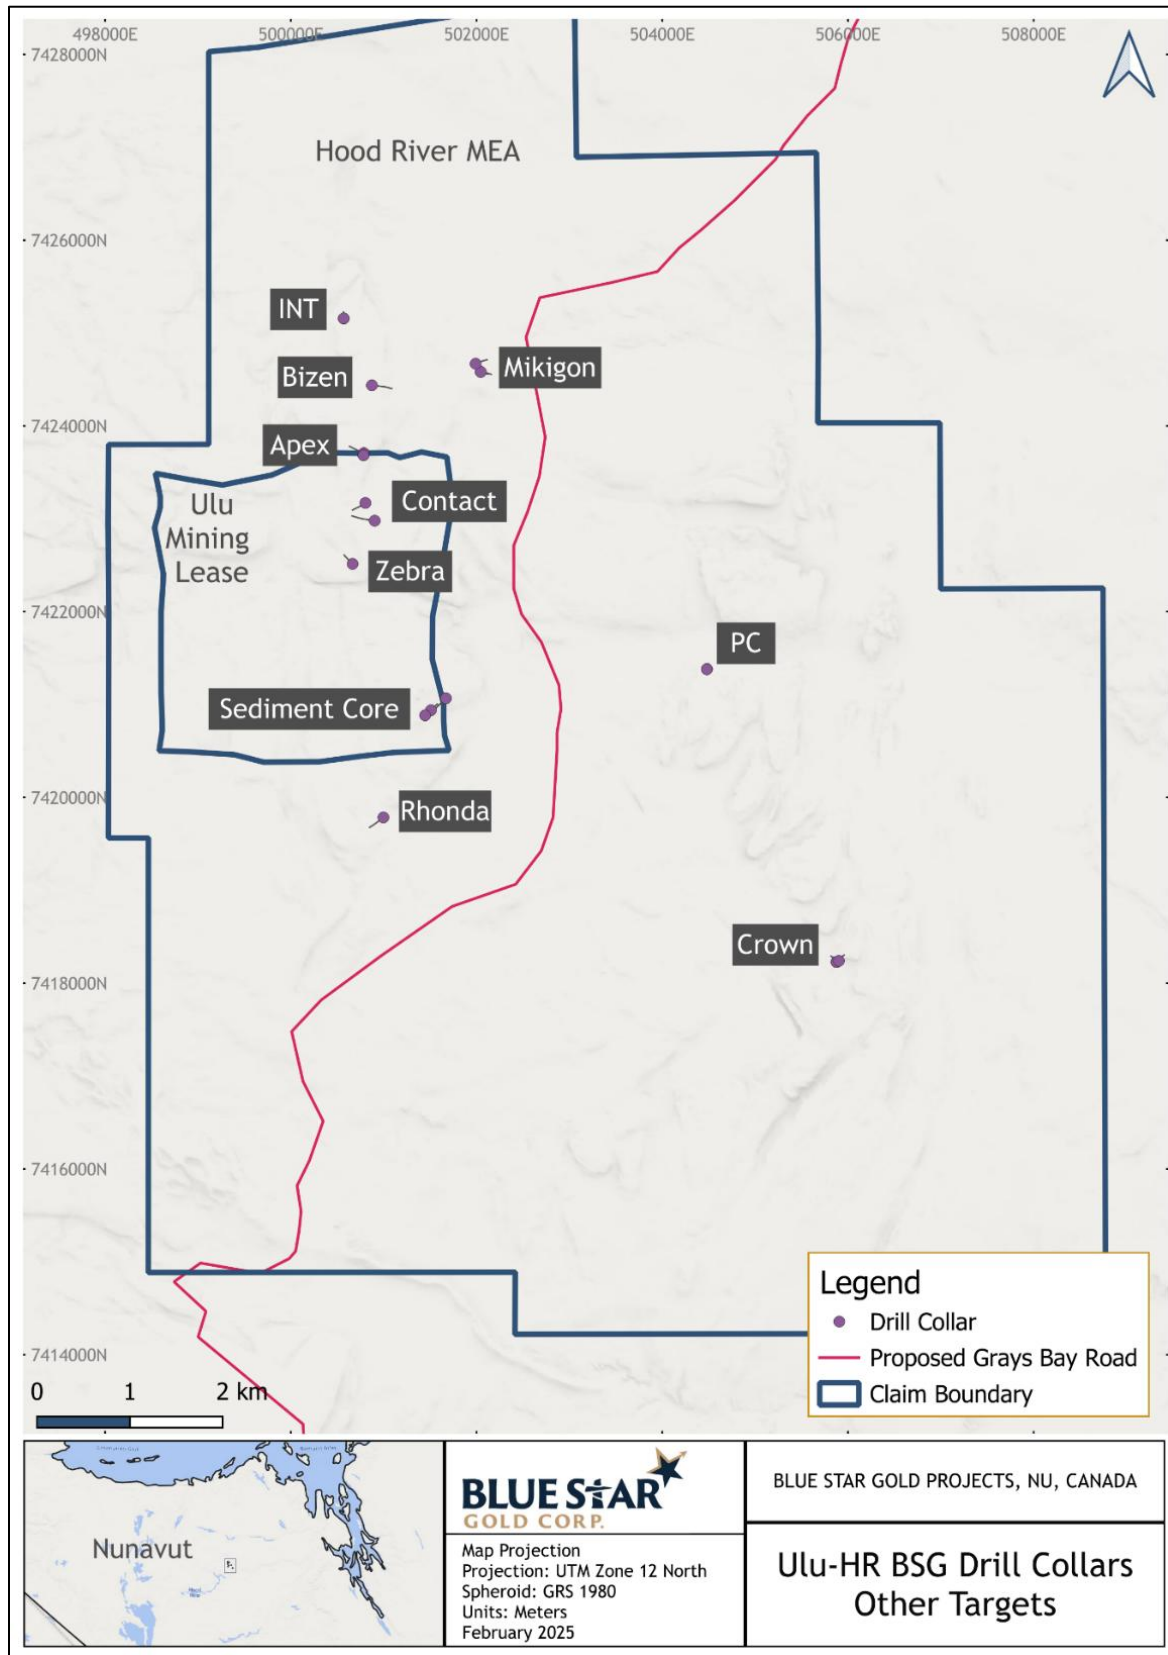 498000E
500000E
502000E
504000E
506000E
508000E
7428000N
7426000N
7424000N
7422000N
7420000N
7418000N
7416000N
7414000N
Hood River MEA
INT
Bizen
Mikigon
Apex
Contact
Ulu
Mining
Lease
Zebra
PC
Sediment Core
Rhonda
Crown
Legend
Drill Collar
Proposed Grays Bay Road
Claim Boundary
0 1 2 km
Nunavut
BLUE STAR
GOLD CORP.
Map Projection
Projection: UTM Zone 12 North
Spheroid: GRS 1980
Units: Meters
February 2025
BLUE STAR GOLD PROJECTS, NU, CANADA
Ulu-HR BSG Drill Collars
Other Targets